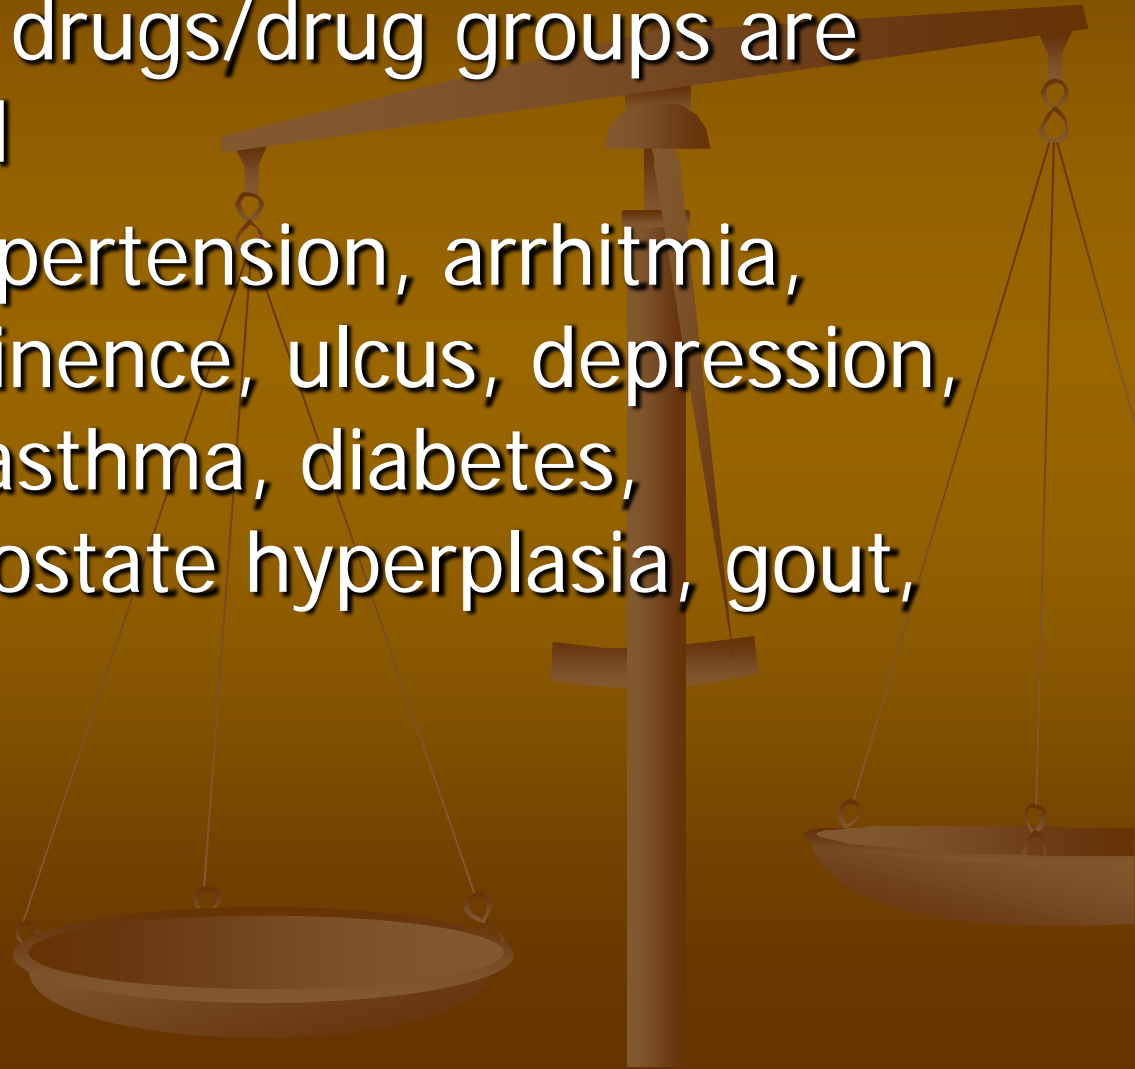 drugs/drug groups are
pertension, arrhitmia,
inence, ulcus, depression,
asthma, diabetes,
ostate hyperplasia, gout,